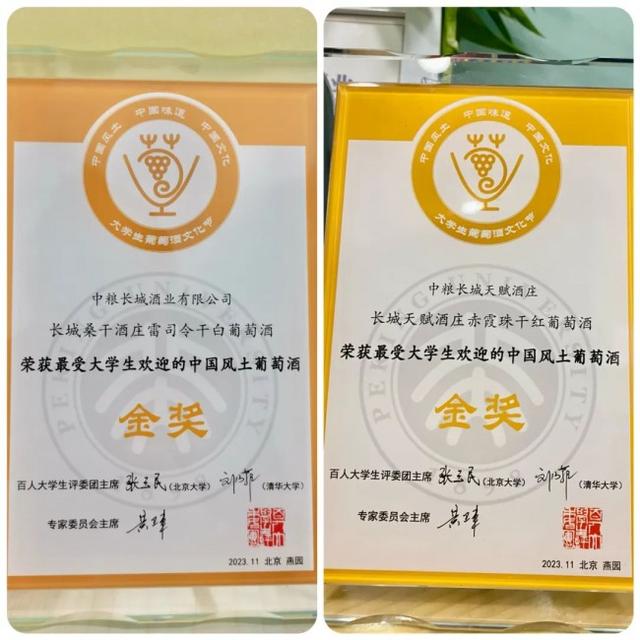 中国风土 中国味道 中国文化
大学生葡萄酒文化节
中粮长城酒业有限公司
长城桑干酒庄雷司令干白葡萄酒
荣获最受大学生欢迎的中国风土葡萄酒
金奖
百人大学生评委团主席 (北京大学) (清华大学)
专家委员会主席
2023.11 北京 燕园
PEKING UNIVERSITY
1898
中国风土 中国味道 中国文化
大学生葡萄酒文化节
中粮长城天赋酒庄
长城天赋酒庄赤霞珠干红葡萄酒
荣获最受大学生欢迎的中国风土葡萄酒
金奖
百人大学生评委团主席 (北京大学) (清华大学)
专家委员会主席
2023.11 北京 燕园
PEKING UNIVERSITY
1898